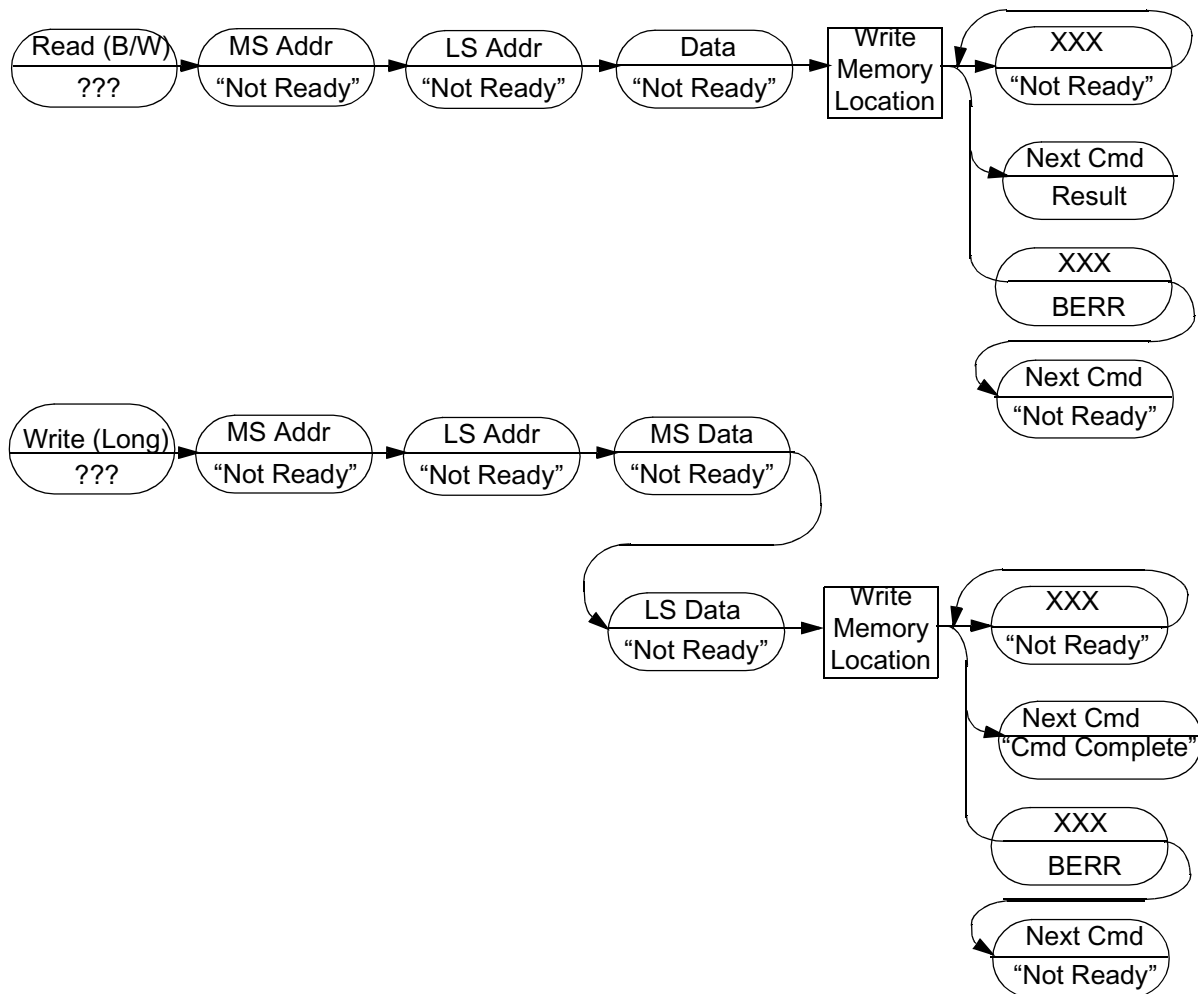 Read (B/W)
???
MS Addr
“Not Ready”
LS Addr
“Not Ready”
Data
“Not Ready”
Write
Memory
Location
XXX
“Not Ready”
Next Cmd
Result
XXX
BERR
Next Cmd
“Not Ready”
Write (Long)
???
MS Addr
“Not Ready”
LS Addr
“Not Ready”
MS Data
“Not Ready”
LS Data
“Not Ready”
Write
Memory
Location
XXX
“Not Ready”
Next Cmd
“Cmd Complete”
XXX
BERR
Next Cmd
“Not Ready”